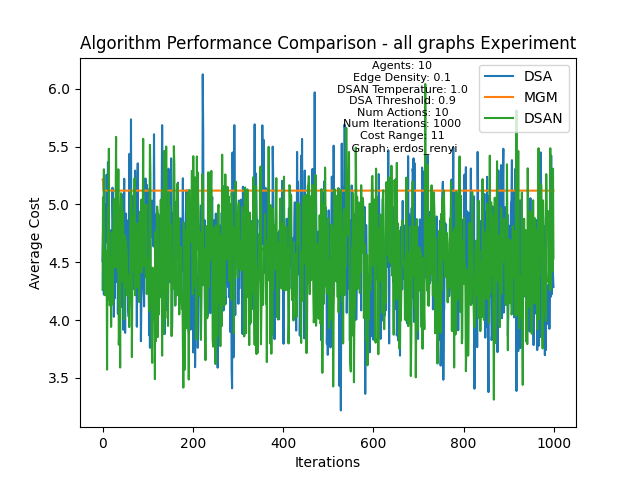 Algorithm Performance Comparison - all graphs Experiment
Agents: 10
Edge Density: 0.1
DSAN Temperature: 1.0
DSA Threshold: 0.9
Num Actions: 10
Num Iterations: 1000
Cost Range: 11
Graph: erdos_renyi
DSA
MGM
DSAN
Average Cost
6.0
5.5
5.0
4.5
4.0
3.5
0
200
400
600
800
1000
Iterations